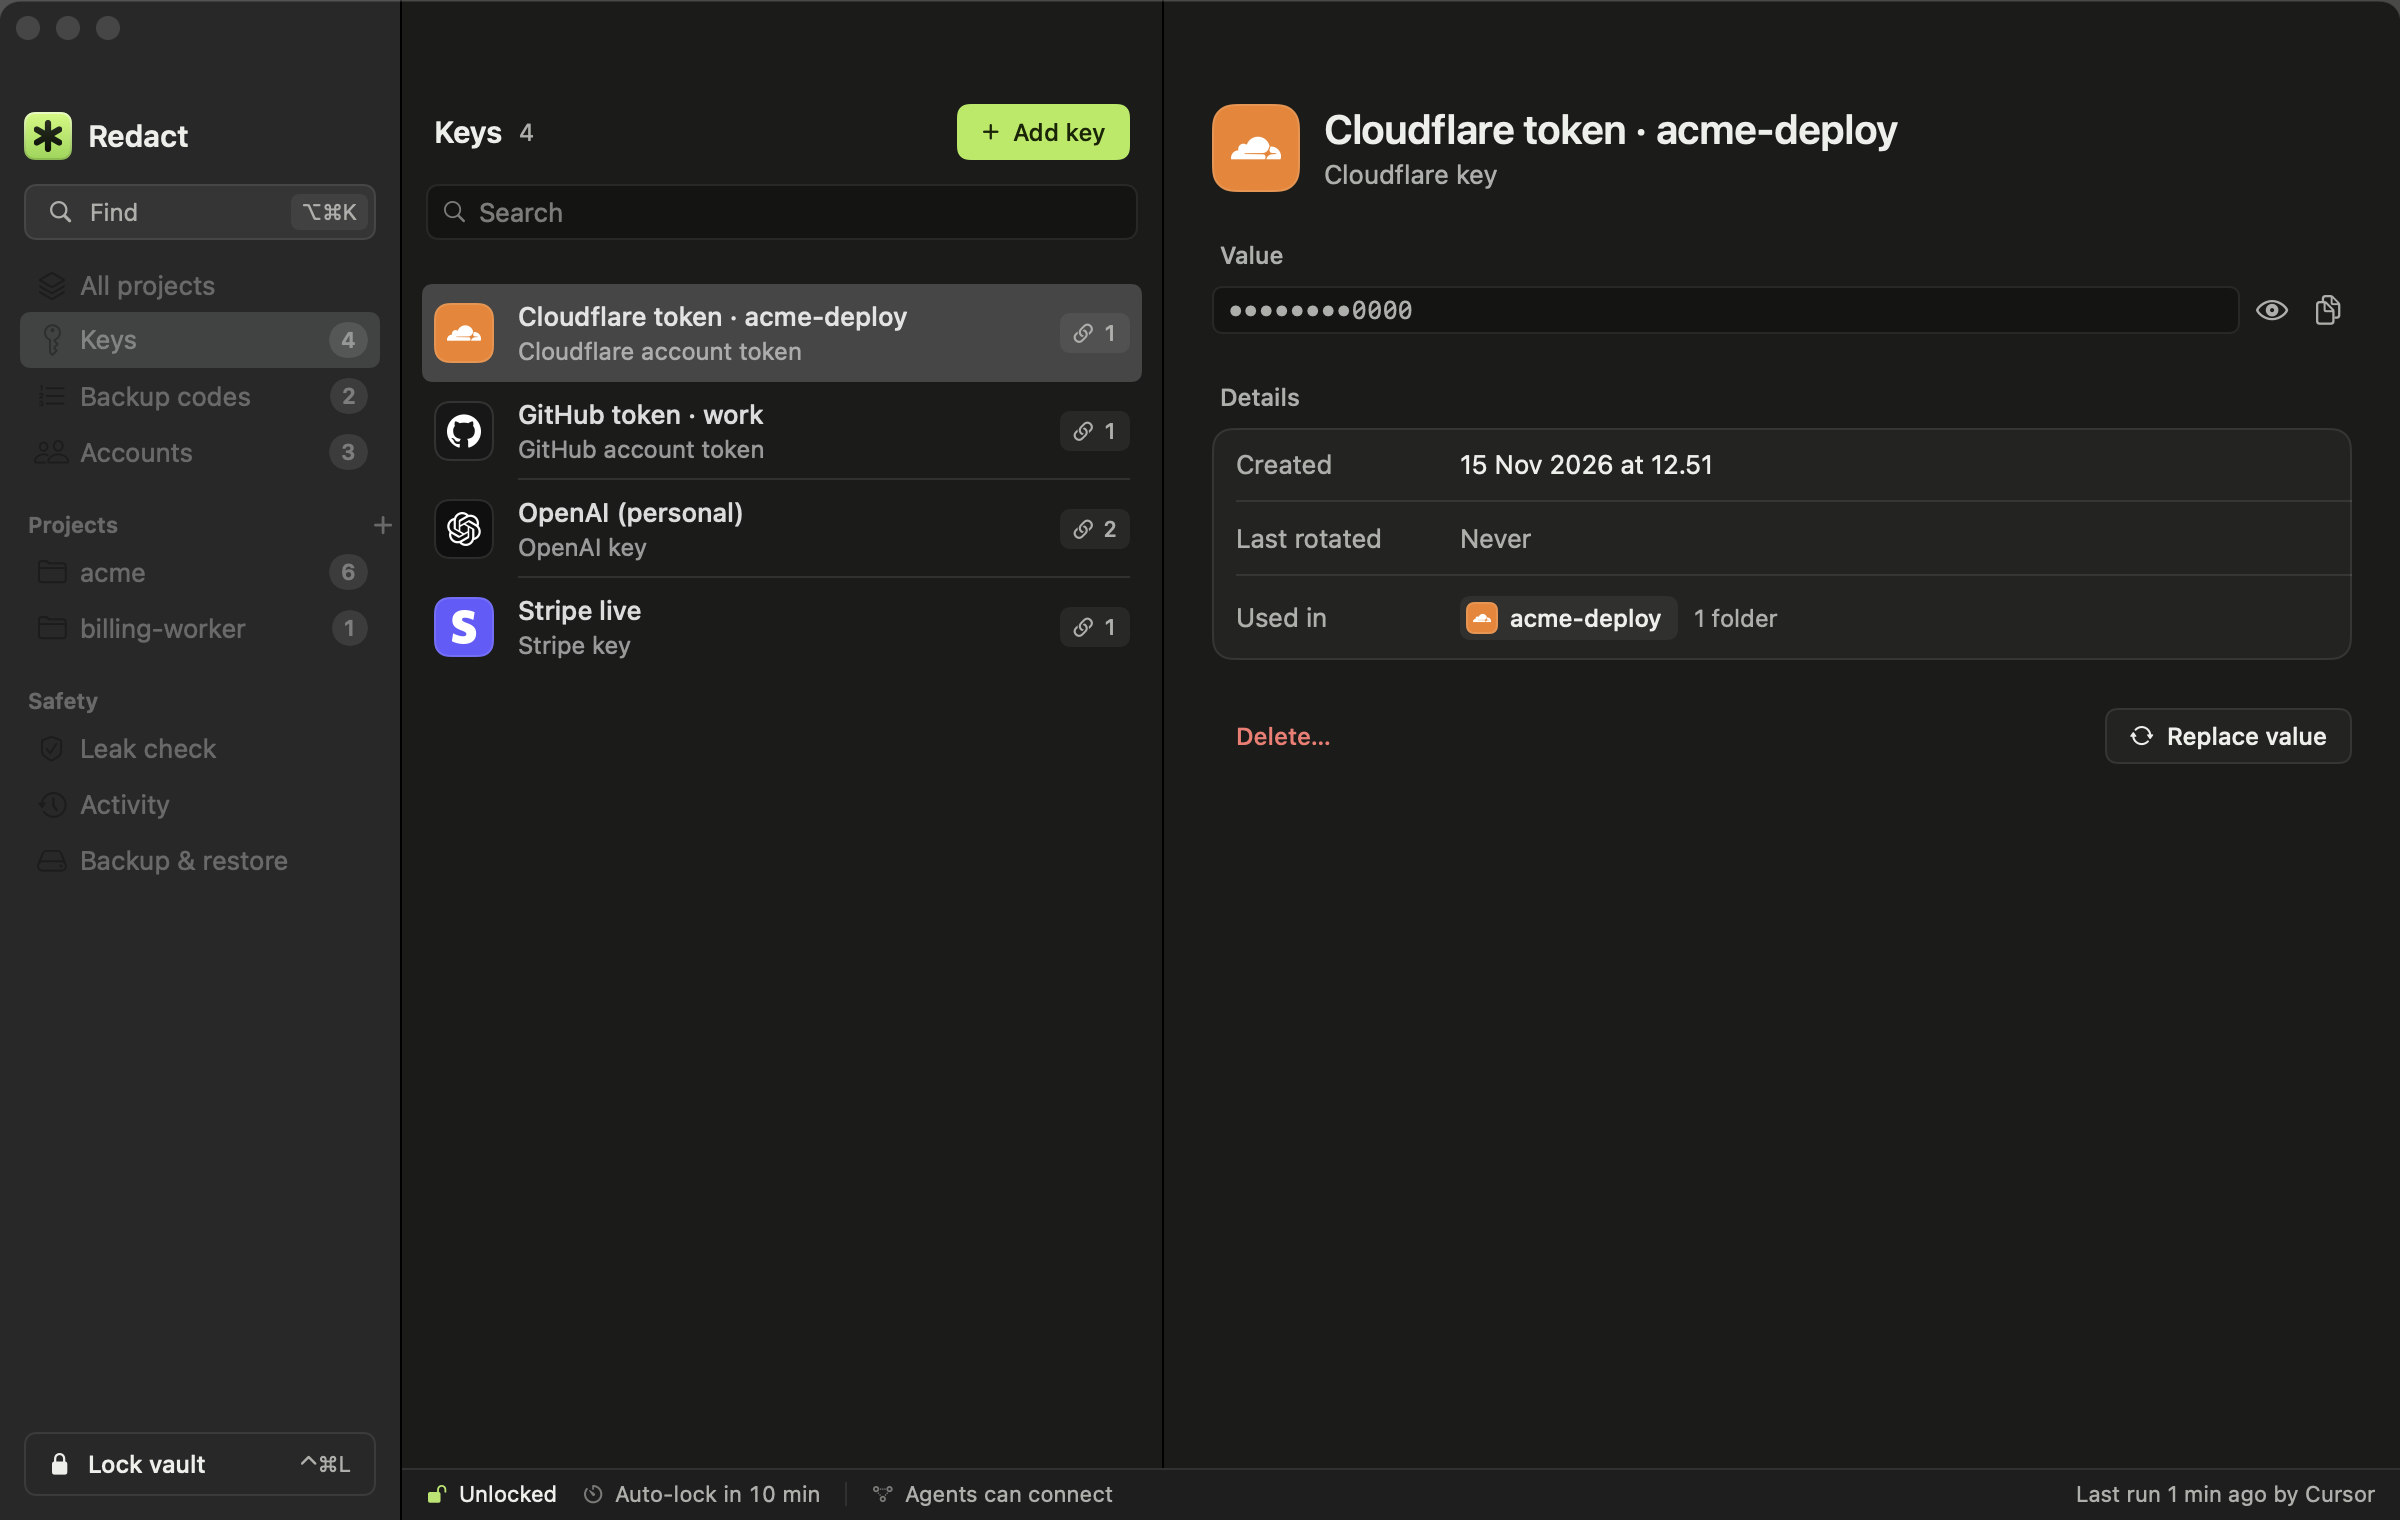 Redact
Find ⌥⌘K
All projects
Keys 4
Backup codes 2
Accounts 3
Projects +
acme 6
billing-worker 1
Safety
Leak check
Activity
Backup & restore
Lock vault ^⌘L
Keys 4
+ Add key
Search
Cloudflare token · acme-deploy
Cloudflare account token
1
GitHub token · work
GitHub account token
1
OpenAI (personal)
OpenAI key
2
Stripe live
Stripe key
1
Cloudflare token · acme-deploy
Cloudflare key
Value
••••••••0000
Details
Created 15 Nov 2026 at 12.51
Last rotated Never
Used in acme-deploy 1 folder
Delete...
Replace value
Unlocked Auto-lock in 10 min Agents can connect
Last run 1 min ago by Cursor